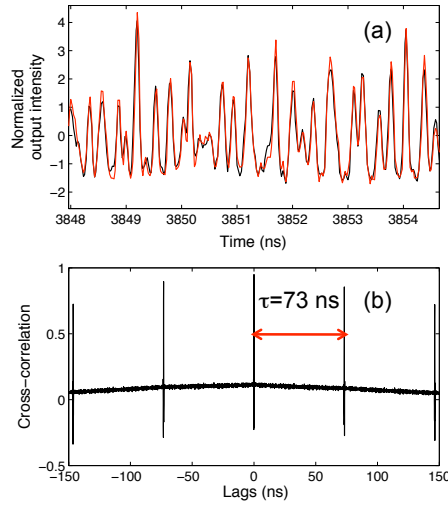 (a)
Normalized
output intensity
4
3
2
1
0
−1
−2
3848 3849 3850 3851 3852 3853 3854
Time (ns)
(b)
τ=73 ns
Cross−correlation
1
0.5
0
−0.5
−150 −100 −50 0 50 100 150
Lags (ns)